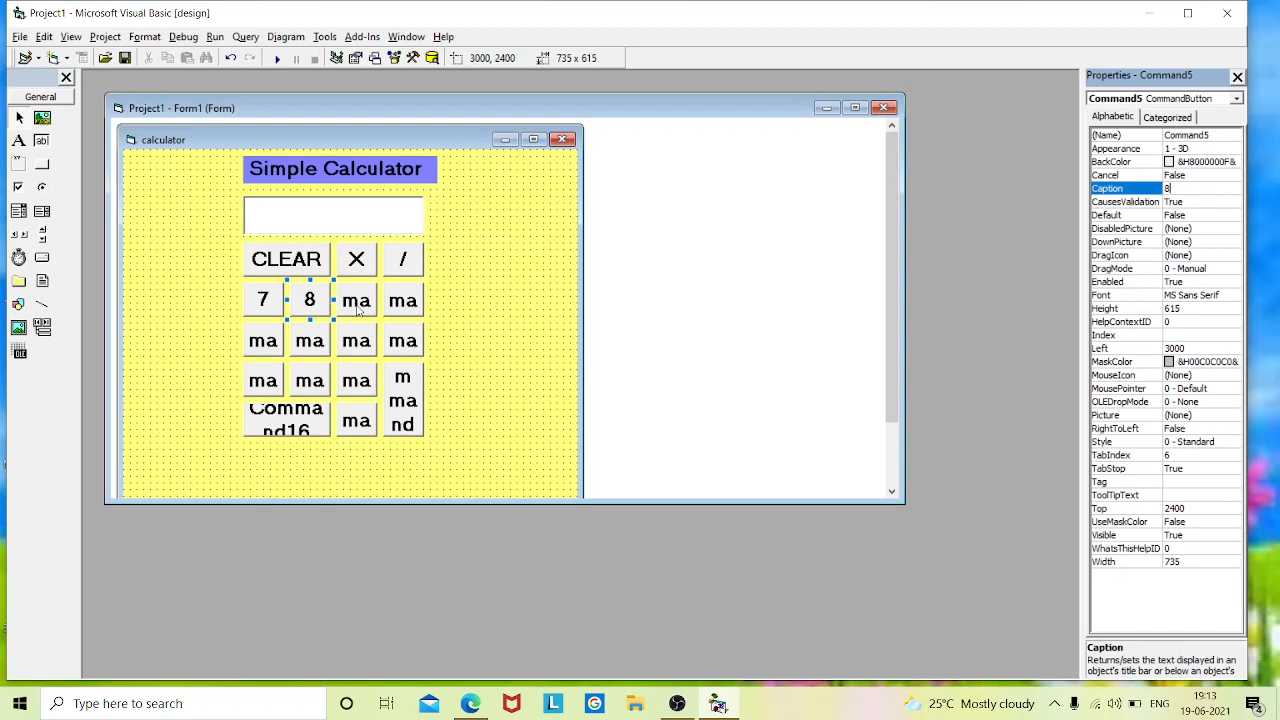 Project1 - Microsoft Visual Basic [design]
File Edit View Project Format Debug Run Query Diagram Tools Add-Ins Window Help
3000, 2400 735 x 615
General
Project1 - Form1 (Form)
calculator
Simple Calculator
CLEAR X /
7 8 ma ma
ma ma ma ma
ma ma ma m
ma
nd
Comma
nd16 ma
Properties - Command5
Command5 CommandButton
Alphabetic Categorized
(Name) Command5
Appearance 1 - 3D
BackColor &H8000000F&
Cancel False
Caption 8
CausesValidation True
Default False
DisabledPicture (None)
DownPicture (None)
DragIcon (None)
DragMode 0 - Manual
Enabled True
Font MS Sans Serif
Height 615
HelpContextID 0
Index
Left 3000
MaskColor &H00C0C0C0&
MouseIcon (None)
MousePointer 0 - Default
OLEDropMode 0 - None
Picture (None)
RightToLeft False
Style 0 - Standard
TabIndex 6
TabStop True
Tag
ToolTipText
Top 2400
UseMaskColor False
Visible True
WhatsThisHelpID 0
Width 735
Caption
Returns/sets the text displayed in an
object's title bar or below an object's
Type here to search
25°C Mostly cloudy
ENG
19:13
19-06-2021
4